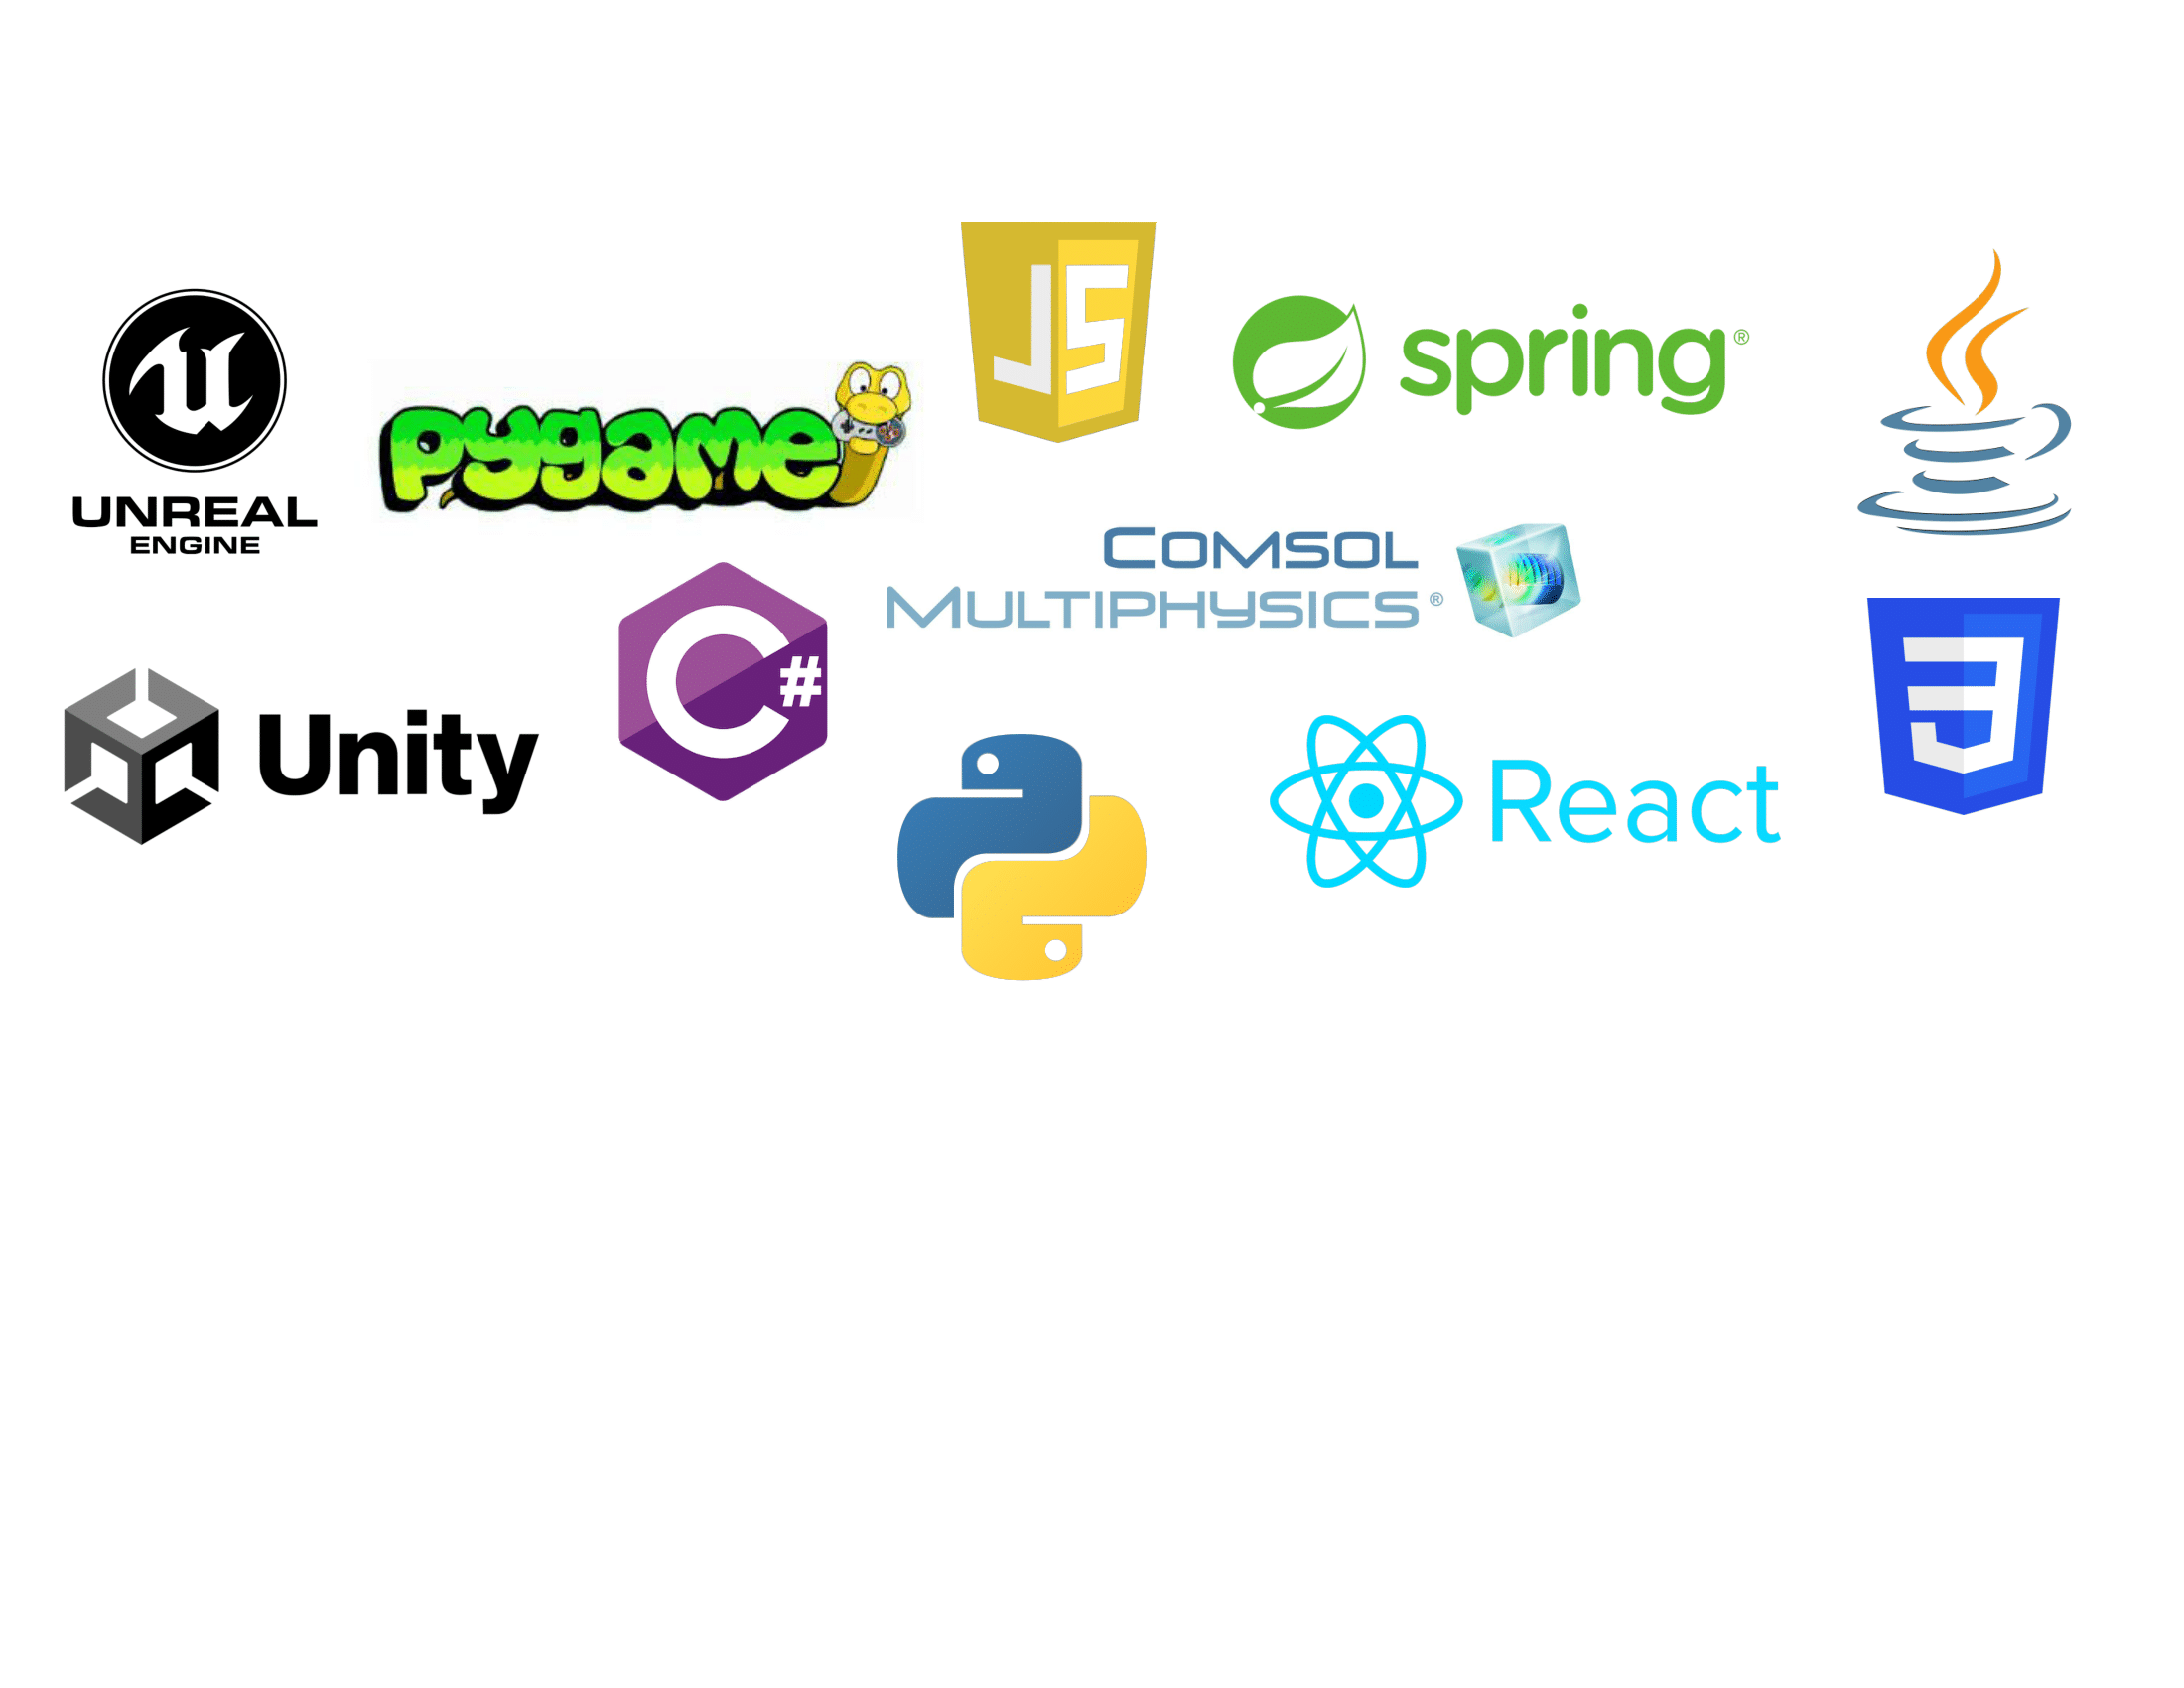 JS
spring®
UNREAL
ENGINE
pygame
COMSOL
MULTIPHYSICS®
C#
Unity
React
3